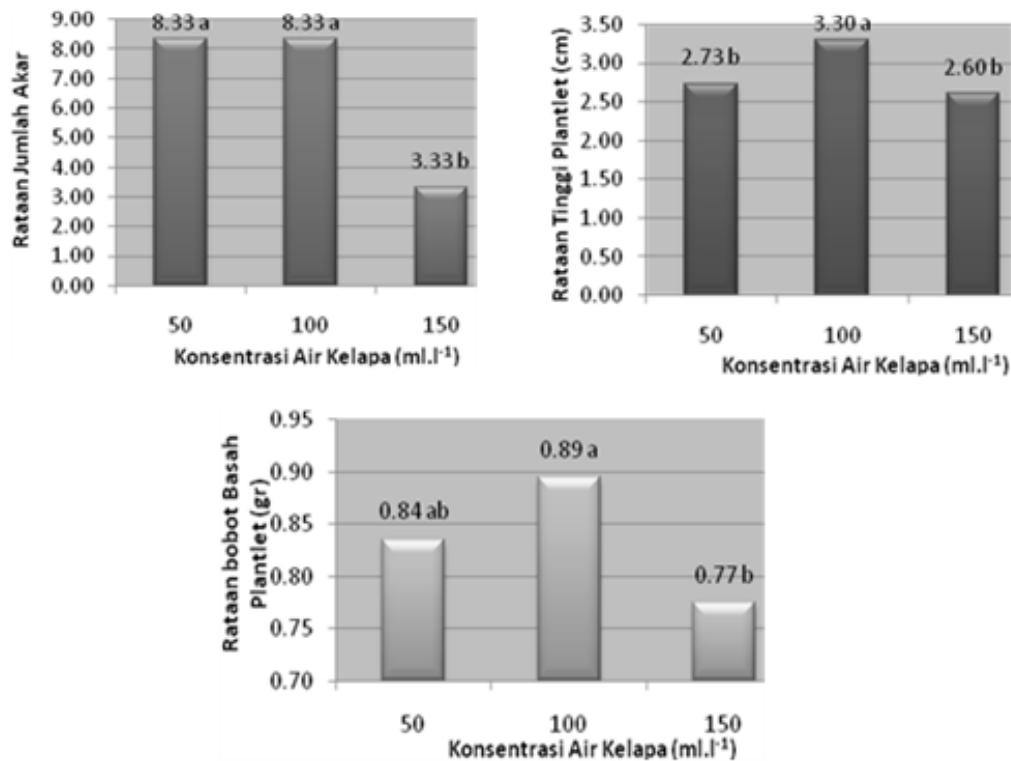 Rataan Jumlah Akar
9.00
8.00
7.00
6.00
5.00
4.00
3.00
2.00
1.00
0.00
8.33 a
8.33 a
3.33 b
50
100
150
Konsentrasi Air Kelapa (ml.l⁻¹)
Rataan Tinggi Plantlet (cm)
3.50
3.00
2.50
2.00
1.50
1.00
0.50
0.00
2.73 b
3.30 a
2.60 b
50
100
150
Konsentrasi Air Kelapa (ml.l⁻¹)
Rataan bobot Basah
Plantlet (gr)
0.95
0.90
0.85
0.80
0.75
0.70
0.84 ab
0.89 a
0.77 b
50
100
150
Konsentrasi Air Kelapa (ml.l⁻¹)